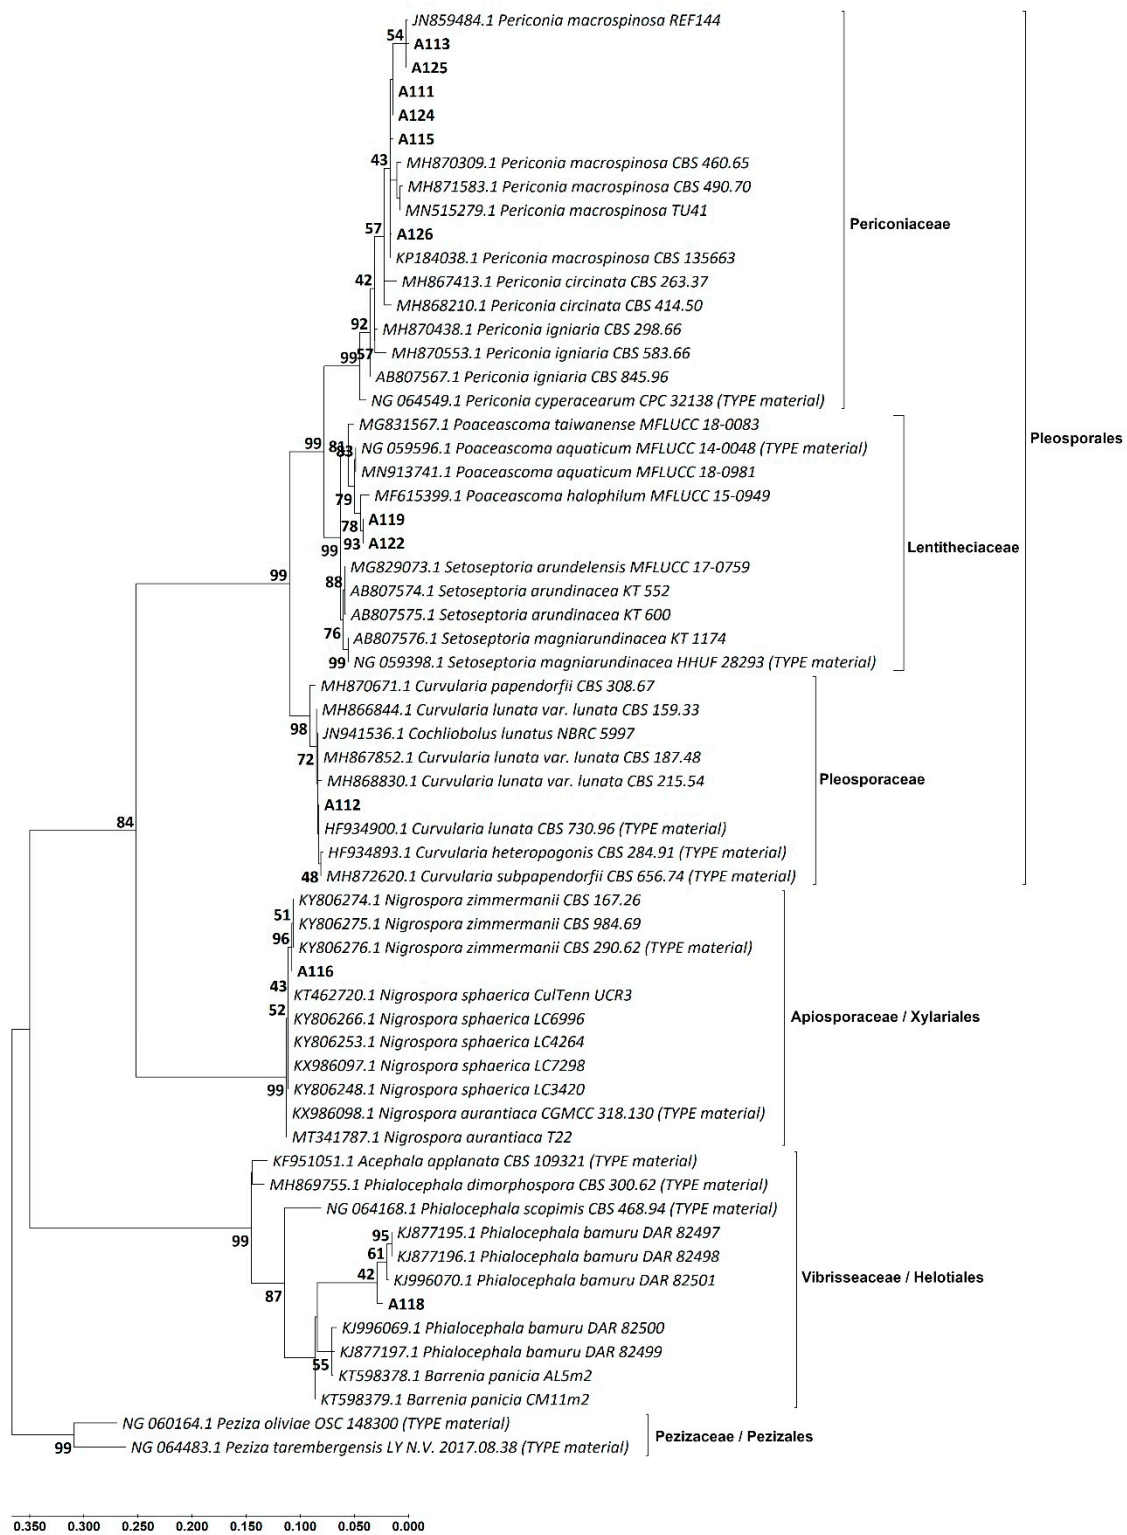 JN859484.1 Periconia macrospinosa REF144
54
A113
A125
A111
A124
A115
43
MH870309.1 Periconia macrospinosa CBS 460.65
MH871583.1 Periconia macrospinosa CBS 490.70
MN515279.1 Periconia macrospinosa TU41
57
A126
Periconiaceae
KP184038.1 Periconia macrospinosa CBS 135663
42
MH867413.1 Periconia circinata CBS 263.37
MH868210.1 Periconia circinata CBS 414.50
92
MH870438.1 Periconia igniaria CBS 298.66
99
57
MH870553.1 Periconia igniaria CBS 583.66
AB807567.1 Periconia igniaria CBS 845.96
NG 064549.1 Periconia cyperacearum CPC 32138 (TYPE material)
MG831567.1 Poaceascoma taiwanense MFLUCC 18-0083
Pleosporales
99
81
83
NG 059596.1 Poaceascoma aquaticum MFLUCC 14-0048 (TYPE material)
MN913741.1 Poaceascoma aquaticum MFLUCC 18-0981
79
MF615399.1 Poaceascoma halophilum MFLUCC 15-0949
78
A119
99
93
A122
Lentitheciaceae
99
MG829073.1 Setoseptoria arundelensis MFLUCC 17-0759
88
AB807574.1 Setoseptoria arundinacea KT 552
AB807575.1 Setoseptoria arundinacea KT 600
76
AB807576.1 Setoseptoria magniarundinacea KT 1174
99
NG 059398.1 Setoseptoria magniarundinacea HHUF 28293 (TYPE material)
MH870671.1 Curvularia papendorfii CBS 308.67
MH866844.1 Curvularia lunata var. lunata CBS 159.33
98
JN941536.1 Cochliobolus lunatus NBRC 5997
72
MH867852.1 Curvularia lunata var. lunata CBS 187.48
MH868830.1 Curvularia lunata var. lunata CBS 215.54
Pleosporaceae
A112
84
HF934900.1 Curvularia lunata CBS 730.96 (TYPE material)
HF934893.1 Curvularia heteropogonis CBS 284.91 (TYPE material)
48
MH872620.1 Curvularia subpapendorfii CBS 656.74 (TYPE material)
KY806274.1 Nigrospora zimmermanii CBS 167.26
51
KY806275.1 Nigrospora zimmermanii CBS 984.69
96
KY806276.1 Nigrospora zimmermanii CBS 290.62 (TYPE material)
A116
43
KT462720.1 Nigrospora sphaerica CulTenn UCR3
52
KY806266.1 Nigrospora sphaerica LC6996
Apiosporaceae / Xylariales
KY806253.1 Nigrospora sphaerica LC4264
KX986097.1 Nigrospora sphaerica LC7298
99
KY806248.1 Nigrospora sphaerica LC3420
KX986098.1 Nigrospora aurantiaca CGMCC 318.130 (TYPE material)
MT341787.1 Nigrospora aurantiaca T22
KF951051.1 Acephala applanata CBS 109321 (TYPE material)
MH869755.1 Phialocephala dimorphospora CBS 300.62 (TYPE material)
NG 064168.1 Phialocephala scopimis CBS 468.94 (TYPE material)
99
95
KJ877195.1 Phialocephala bamuru DAR 82497
61
KJ877196.1 Phialocephala bamuru DAR 82498
42
KJ996070.1 Phialocephala bamuru DAR 82501
Vibrisseaceae / Helotiales
87
A118
KJ996069.1 Phialocephala bamuru DAR 82500
KJ877197.1 Phialocephala bamuru DAR 82499
55
KT598378.1 Barrenia panicia AL5m2
KT598379.1 Barrenia panicia CM11m2
NG 060164.1 Peziza oliviae OSC 148300 (TYPE material)
Pezizaceae / Pezizales
99
NG 064483.1 Peziza tarembergensis LY N.V. 2017.08.38 (TYPE material)
0.350 0.300 0.250 0.200 0.150 0.100 0.050 0.000